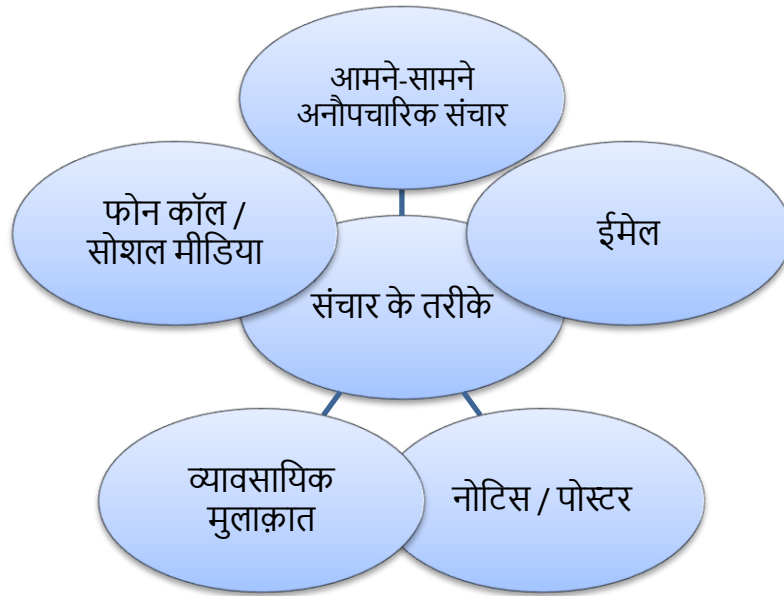 आमने-सामने
अनौपचारिक संचार
फोन कॉल /
सोशल मीडिया
ईमेल
संचार के तरीके
व्यावसायिक
मुलाक़ात
नोटिस / पोस्टर